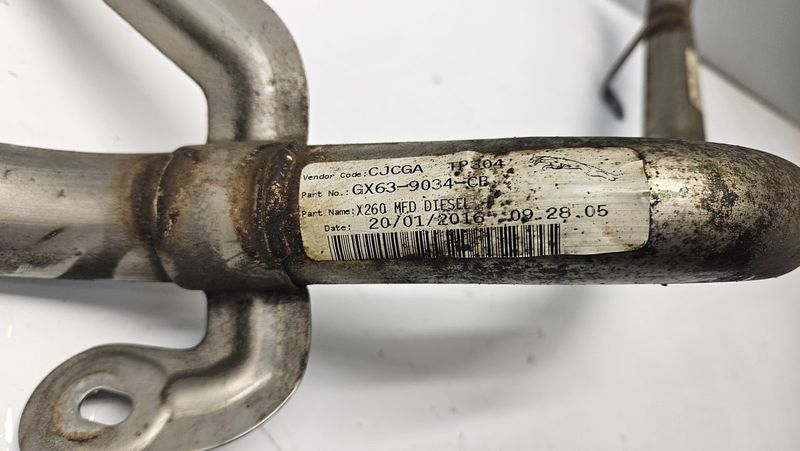 Vendor Code: CJCGA TP304
Part No.: GX63-9034-CB
Part Name: X260 MFD DIESEL
Date: 20/01/2016 09.28.05